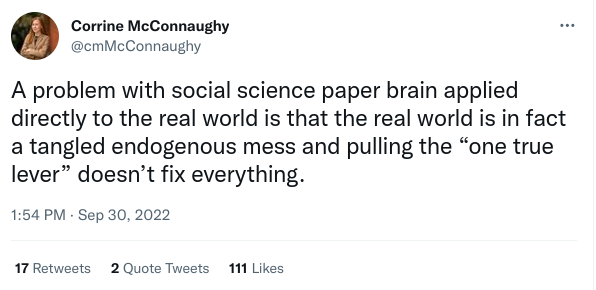 Corrine McConnaughy
@cmMcConnaughy
A problem with social science paper brain applied
directly to the real world is that the real world is in fact
a tangled endogenous mess and pulling the “one true
lever” doesn’t fix everything.
1:54 PM · Sep 30, 2022
17 Retweets 2 Quote Tweets 111 Likes